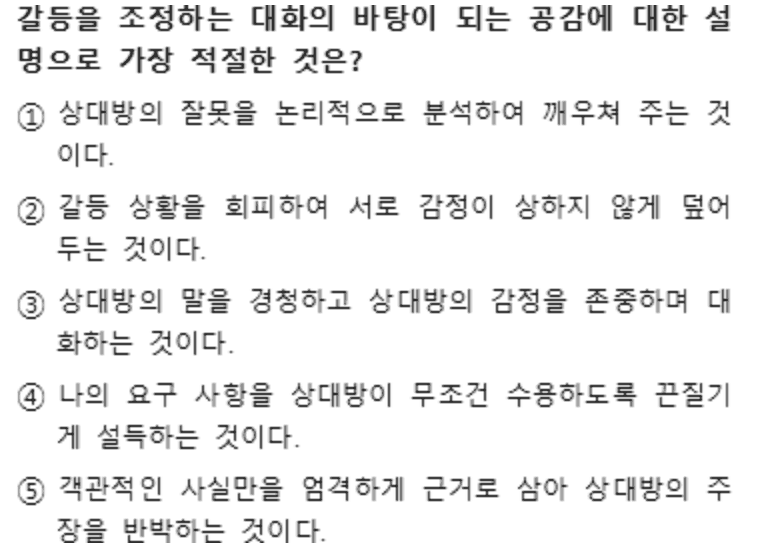 갈등을 조정하는 대화의 바탕이 되는 공감에 대한 설
명으로 가장 적절한 것은?
① 상대방의 잘못을 논리적으로 분석하여 깨우쳐 주는 것
이다.
② 갈등 상황을 회피하여 서로 감정이 상하지 않게 덮어
두는 것이다.
③ 상대방의 말을 경청하고 상대방의 감정을 존중하며 대
화하는 것이다.
④ 나의 요구 사항을 상대방이 무조건 수용하도록 끈질기
게 설득하는 것이다.
⑤ 객관적인 사실만을 엄격하게 근거로 삼아 상대방의 주
장을 반박하는 것이다.